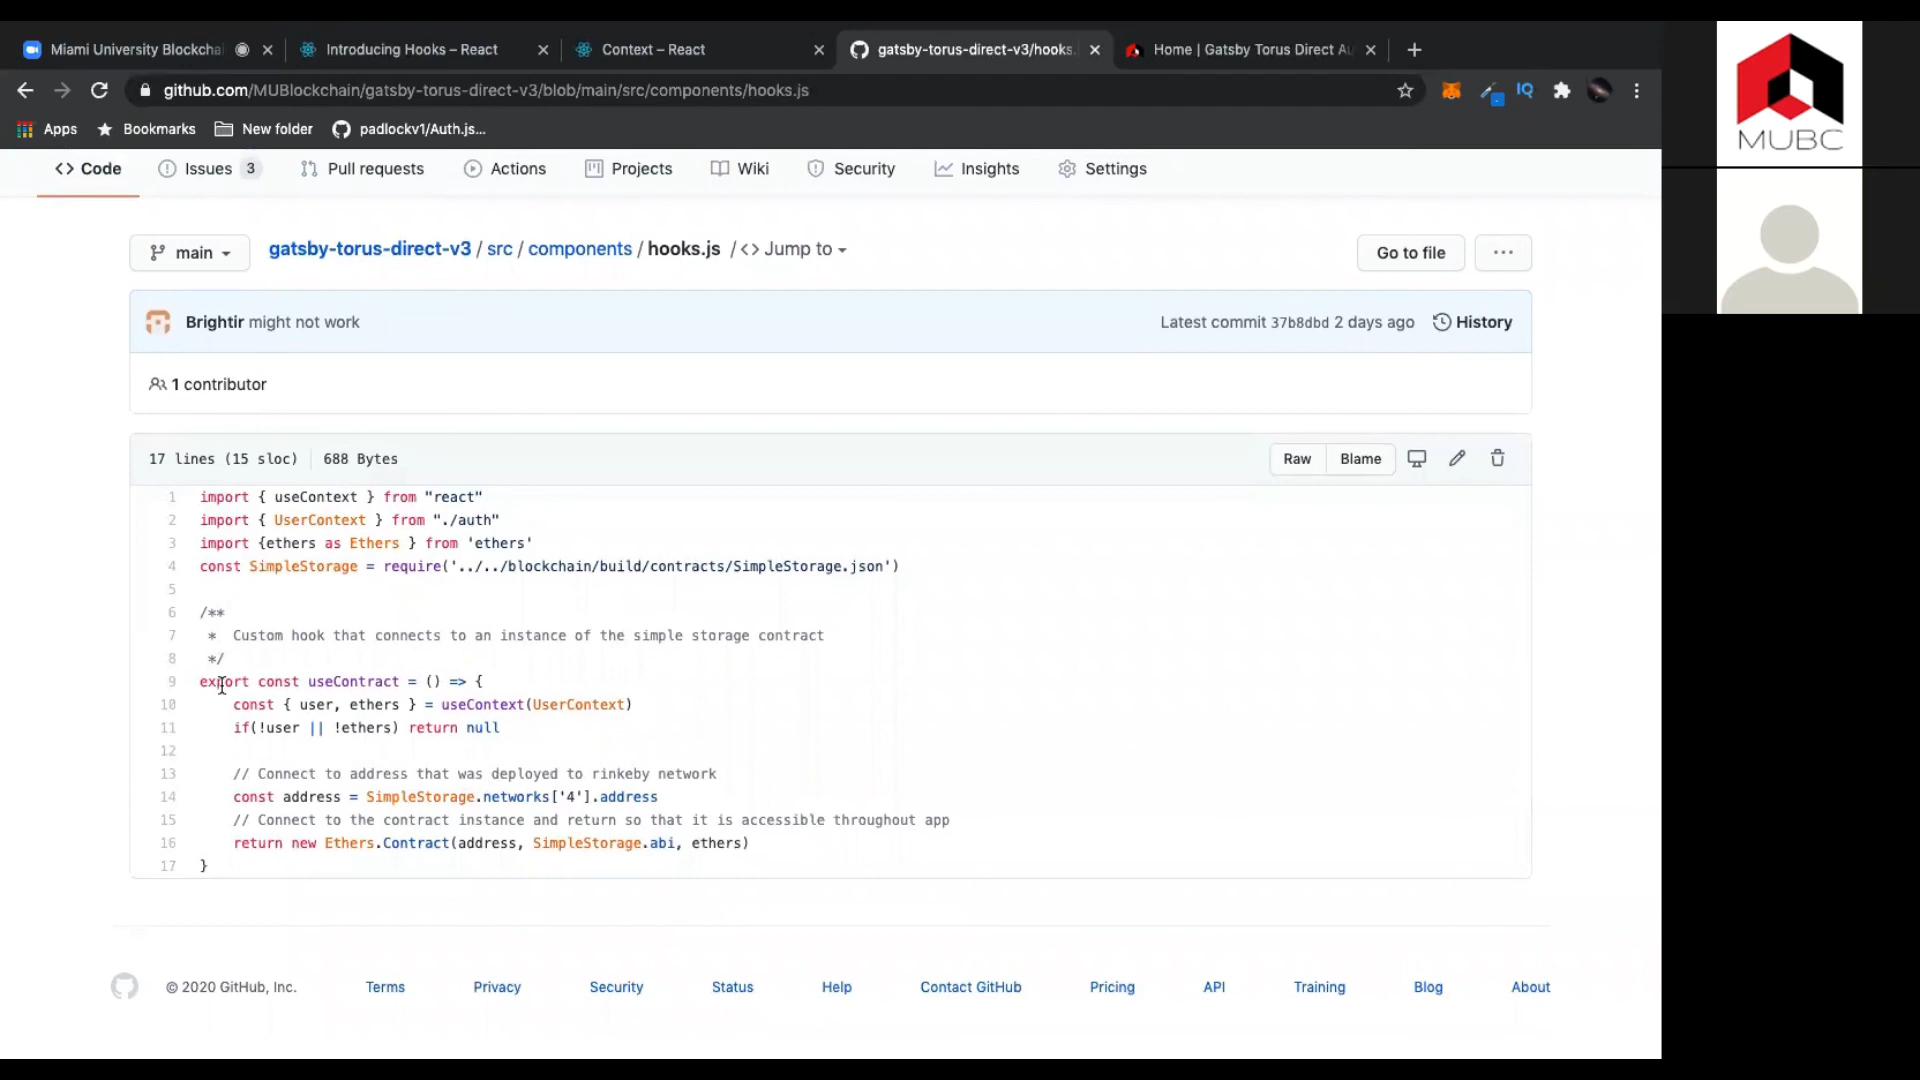 Miami University Blockcha
Introducing Hooks – React
Context – React
gatsby-torus-direct-v3/hooks.
Home | Gatsby Torus Direct Au
github.com/MUBlockchain/gatsby-torus-direct-v3/blob/main/src/components/hooks.js
IQ
Apps
Bookmarks
New folder
padlockv1/Auth.js...
MUBC
Code
Issues 3
Pull requests
Actions
Projects
Wiki
Security
Insights
Settings
main
gatsby-torus-direct-v3 / src / components / hooks.js / <> Jump to
Go to file
...
Brightir might not work
Latest commit 37b8dbd 2 days ago
History
1 contributor
17 lines (15 sloc) | 688 Bytes
Raw
Blame
1 import { useContext } from "react"
2 import { UserContext } from "./auth"
3 import {ethers as Ethers } from 'ethers'
4 const SimpleStorage = require('../../blockchain/build/contracts/SimpleStorage.json')
5
6 /**
7 * Custom hook that connects to an instance of the simple storage contract
8 */
9 export const useContract = () => {
10 const { user, ethers } = useContext(UserContext)
11 if(!user || !ethers) return null
12
13 // Connect to address that was deployed to rinkeby network
14 const address = SimpleStorage.networks['4'].address
15 // Connect to the contract instance and return so that it is accessible throughout app
16 return new Ethers.Contract(address, SimpleStorage.abi, ethers)
17 }
© 2020 GitHub, Inc.
Terms
Privacy
Security
Status
Help
Contact GitHub
Pricing
API
Training
Blog
About